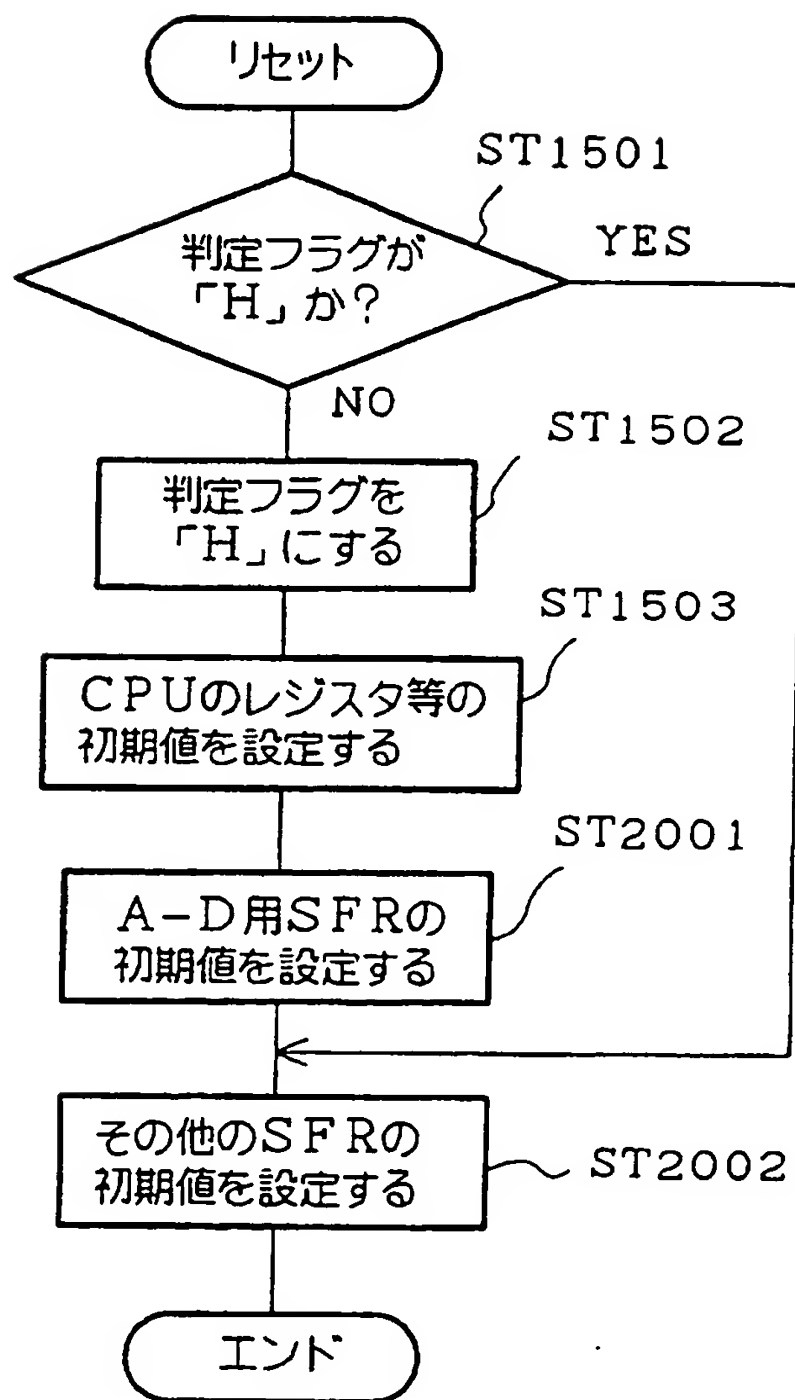 リセット
ST1501
判定フラグが
「H」か?
YES
NO
ST1502
判定フラグを
「H」にする
ST1503
CPUのレジスタ等の
初期値を設定する
ST2001
A-D用SFRの
初期値を設定する
その他のSFRの
初期値を設定する
ST2002
エンド